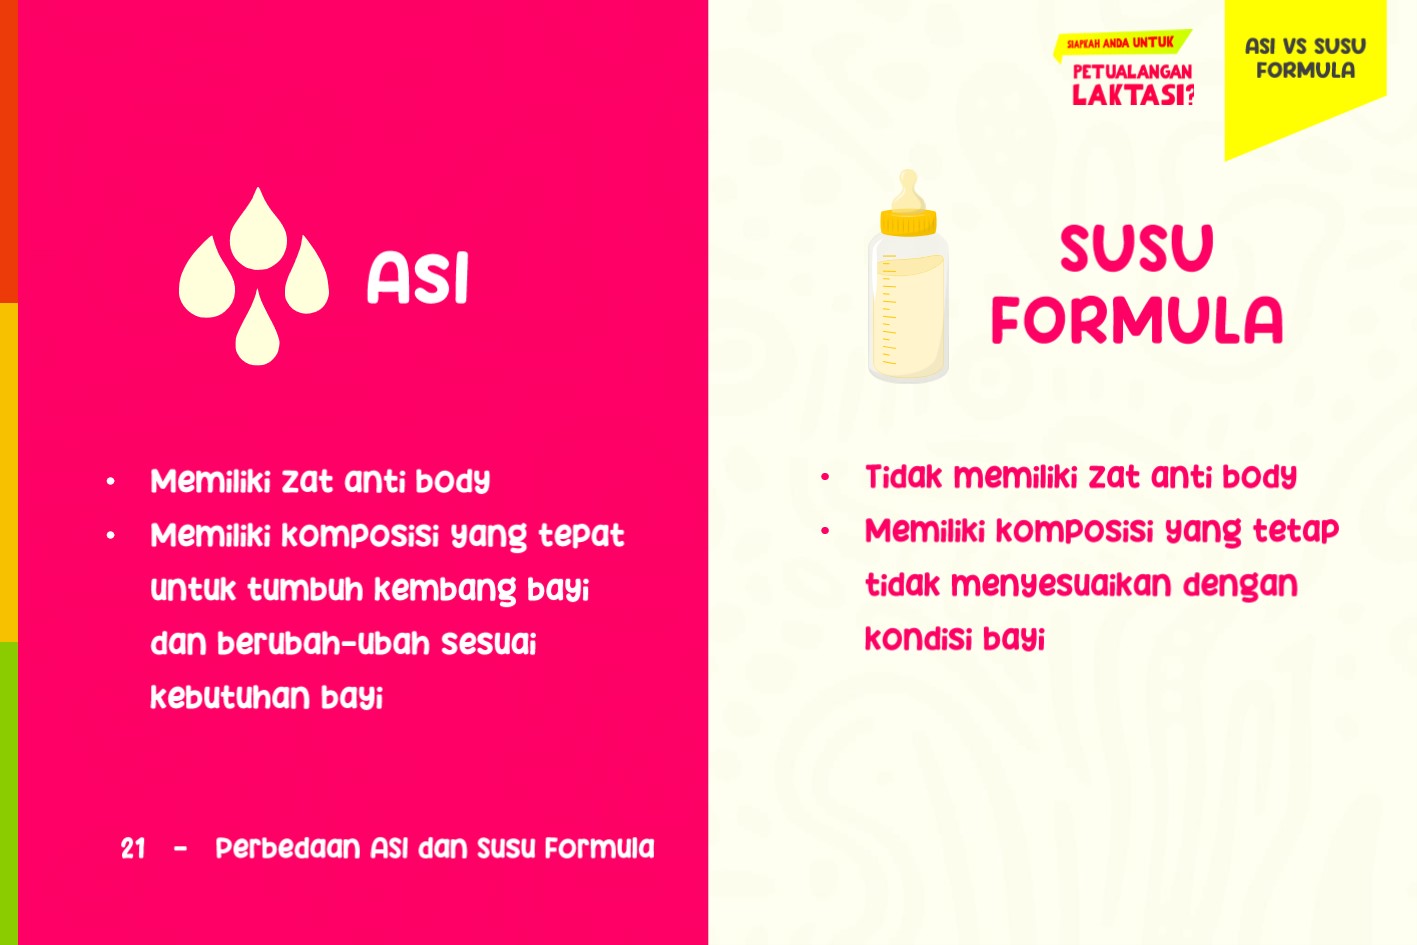 ASI
• Memiliki zat anti body
• Memiliki komposisi yang tepat
untuk tumbuh kembang bayi
dan berubah-ubah sesuai
kebutuhan bayi
21 - Perbedaan ASI dan Susu Formula
SIAPKAH ANDA UNTUK
PETUALANGAN
LAKTASI?
ASI VS SUSU
FORMULA
SUSU
FORMULA
• Tidak memiliki zat anti body
• Memiliki komposisi yang tetap
tidak menyesuaikan dengan
kondisi bayi